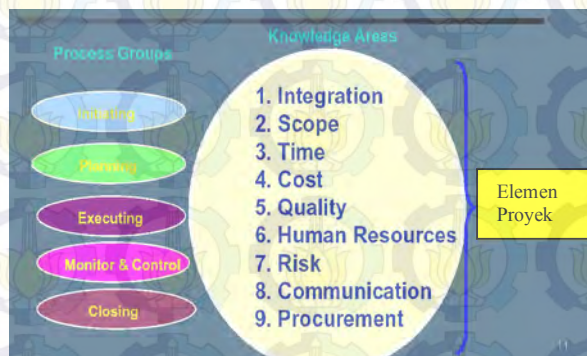 Knowledge Areas
Process Groups
Initiating
Planning
Executing
Monitor & Control
Closing
1. Integration
2. Scope
3. Time
4. Cost
5. Quality
6. Human Resources
7. Risk
8. Communication
9. Procurement
Elemen
Proyek
11